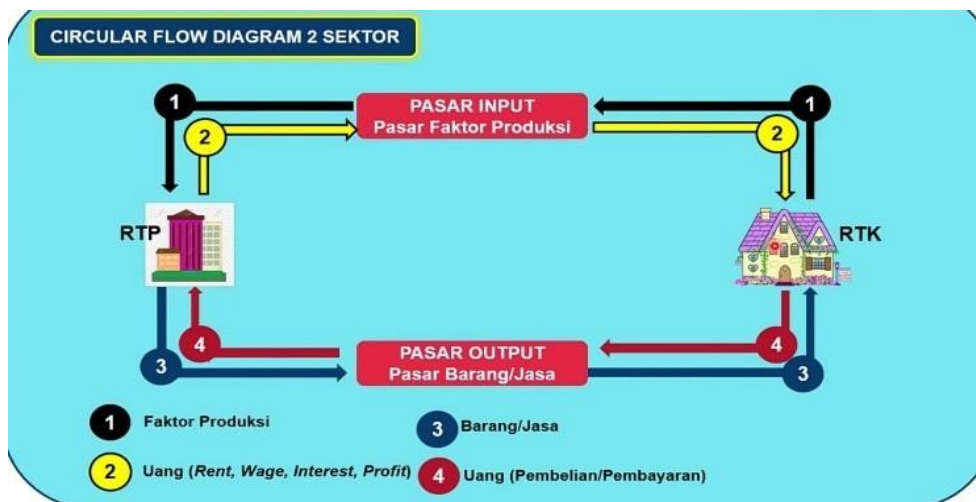 CIRCULAR FLOW DIAGRAM 2 SEKTOR
1
PASAR INPUT
Pasar Faktor Produksi
1
2
2
RTP
RTK
4
PASAR OUTPUT
Pasar Barang/Jasa
4
3
3
1 Faktor Produksi
3 Barang/Jasa
2 Uang (Rent, Wage, Interest, Profit)
4 Uang (Pembelian/Pembayaran)